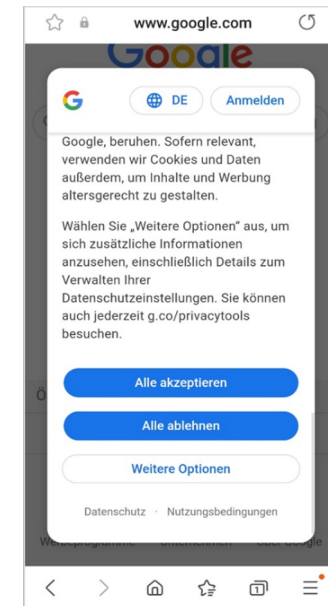 www.google.com
Google
G
DE
Anmelden
Google, beruhen. Sofern relevant,
verwenden wir Cookies und Daten
außerdem, um Inhalte und Werbung
altersgerecht zu gestalten.
Wählen Sie „Weitere Optionen“ aus, um
sich zusätzliche Informationen
anzusehen, einschließlich Details zum
Verwalten Ihrer
Datenschutzeinstellungen. Sie können
auch jederzeit g.co/privacytools
besuchen.
Alle akzeptieren
Alle ablehnen
Weitere Optionen
Datenschutz · Nutzungsbedingungen
1